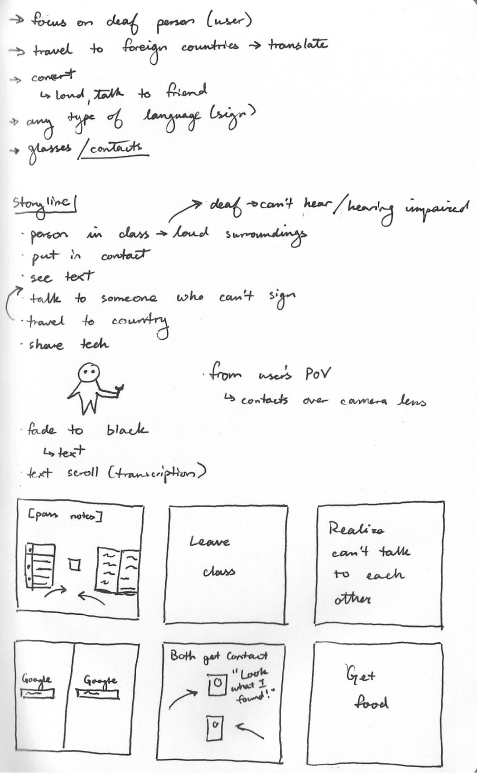 → focus on deaf person (user)
→ travel to foreign countries → translate
→ concert
↳ loud, talk to friend
→ any type of language (sign)
→ glasses / contacts
Storyline
→ deaf → can't hear / hearing impaired
· person in class → loud surroundings
· put in contact
· see text
· talk to someone who can't sign
· travel to country
· share tech
· from user's POV
↳ contacts over camera lens
· fade to black
↳ text
· text scroll (transcription)
[pass notes]
Leave
class
Realize
can't talk
to each
other
Google
Google
Both get contact
"Look
what I
found!"
Get
food